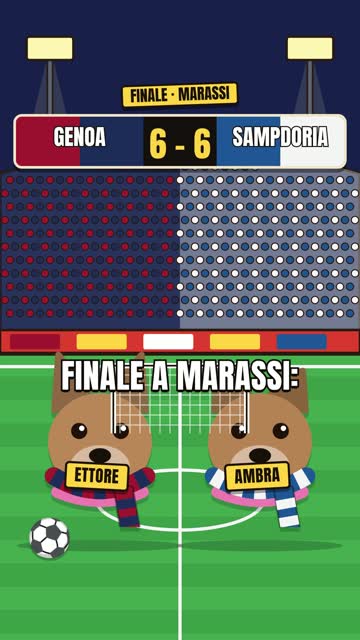 FINALE · MARASSI
GENOA 6 - 6 SAMPDORIA
FINALE A MARASSI:
ETTORE
AMBRA